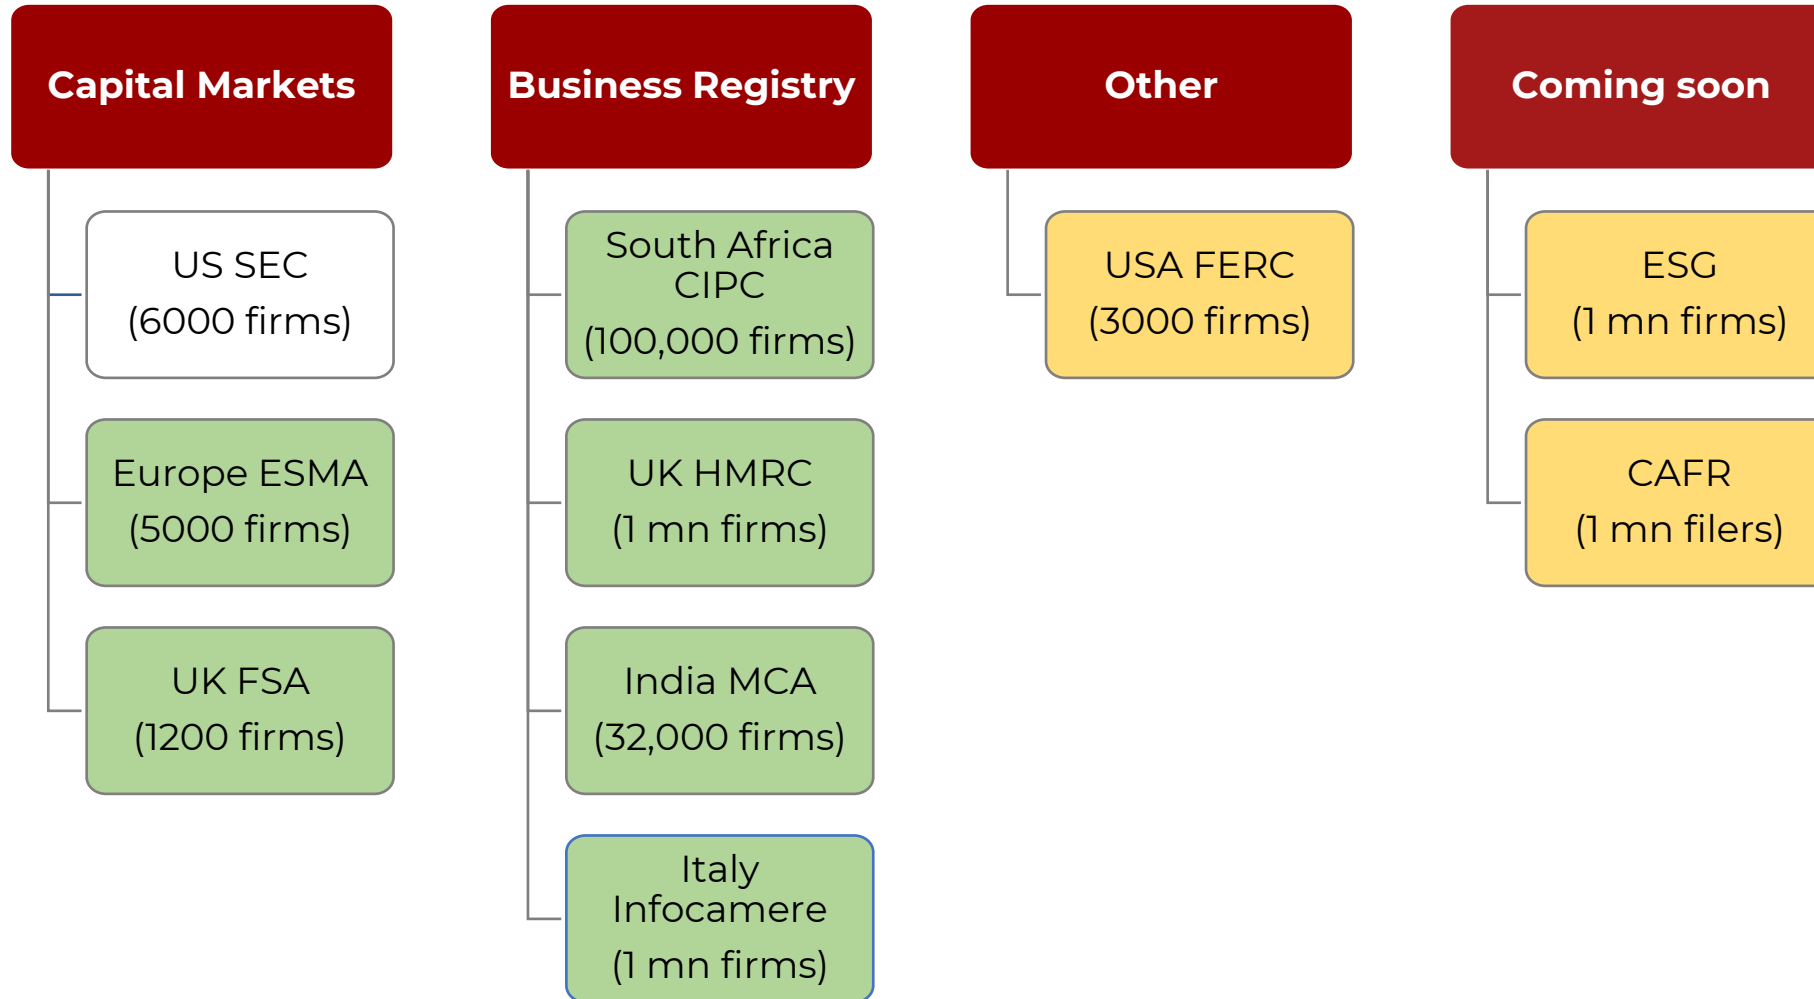 Capital Markets
US SEC
(6000 firms)
Europe ESMA
(5000 firms)
UK FSA
(1200 firms)
Business Registry
South Africa
CIPC
(100,000 firms)
UK HMRC
(1 mn firms)
India MCA
(32,000 firms)
Italy
Infocamere
(1 mn firms)
Other
USA FERC
(3000 firms)
Coming soon
ESG
(1 mn firms)
CAFR
(1 mn filers)